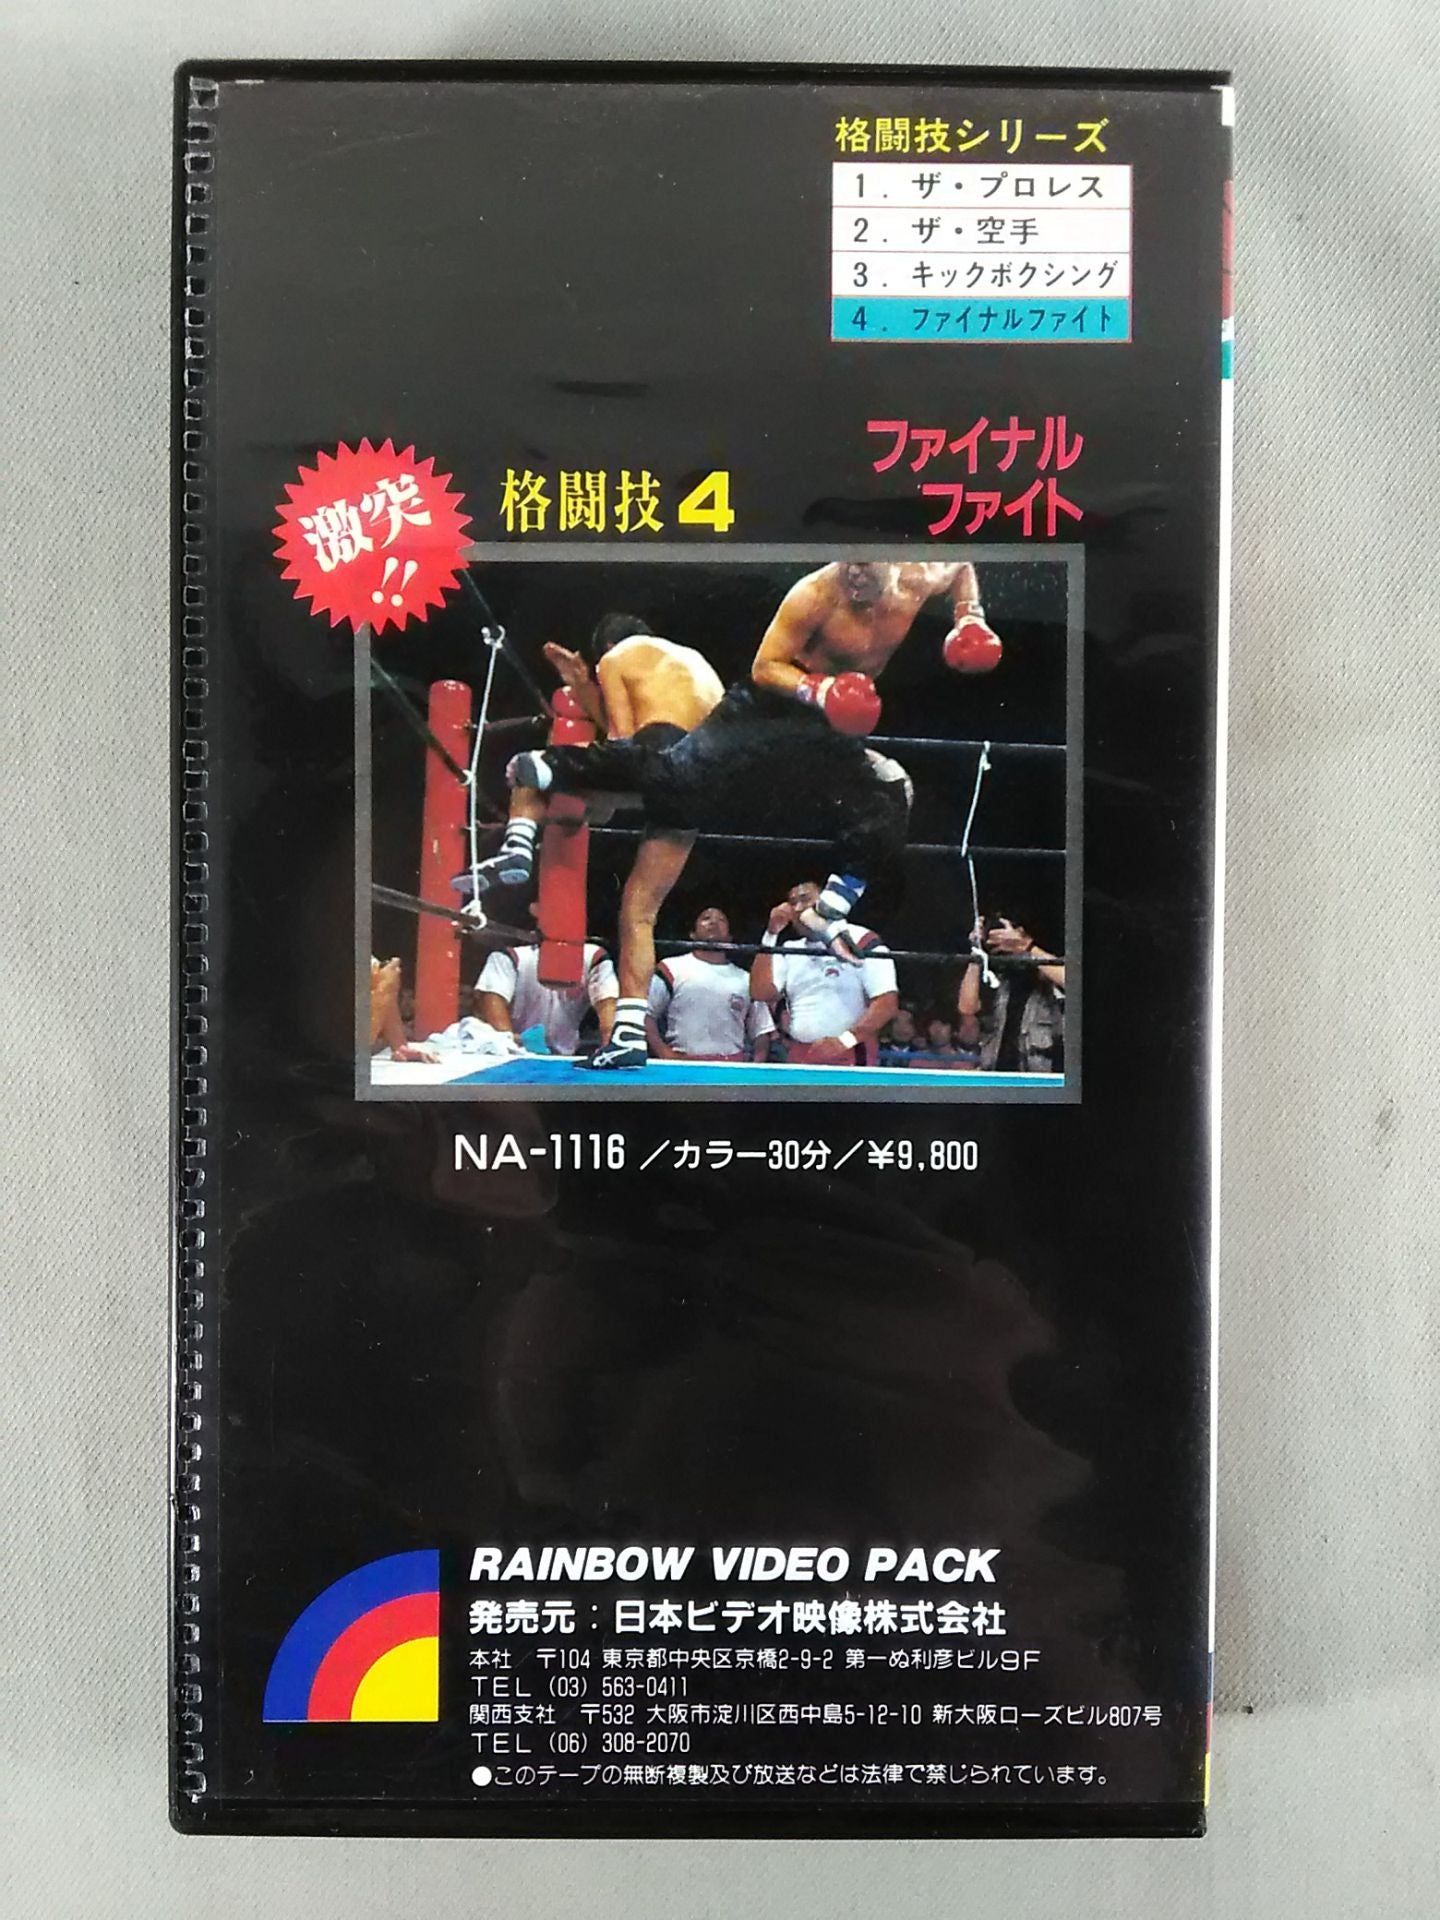 格闘技シリーズ
1. ザ・プロレス
2. ザ・空手
3. キックボクシング
4. ファイナルファイト
ファイナル
ファイト
激突
!!
格闘技4
NA-1116 ／カラー30分／¥9,800
RAINBOW VIDEO PACK
発売元：日本ビデオ映像株式会社
本社 〒104 東京都中央区京橋2-9-2 第一ぬ利彦ビル9F
TEL (03) 563-0411
関西支社 〒532 大阪市淀川区西中島5-12-10 新大阪ローズビル807号
TEL (06) 308-2070
●このテープの無断複製及び放送などは法律で禁じられています。